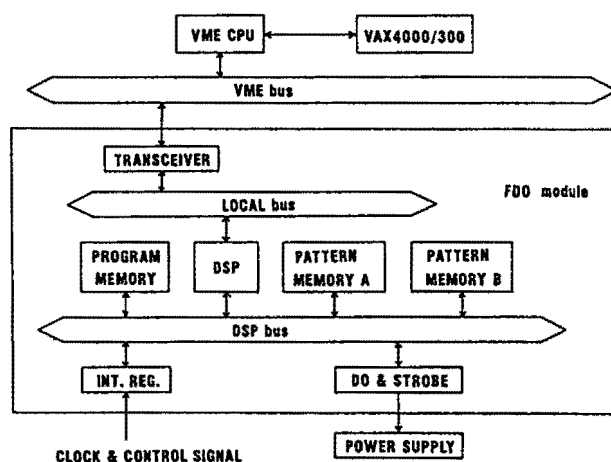 VME CPU
VAX4000/300
VME bus
TRANSCEIVER
FDO module
LOCAL bus
PROGRAM
MEMORY
DSP
PATTERN
MEMORY A
PATTERN
MEMORY B
DSP bus
INT. REG.
DO & STROBE
CLOCK & CONTROL SIGNAL
POWER SUPPLY